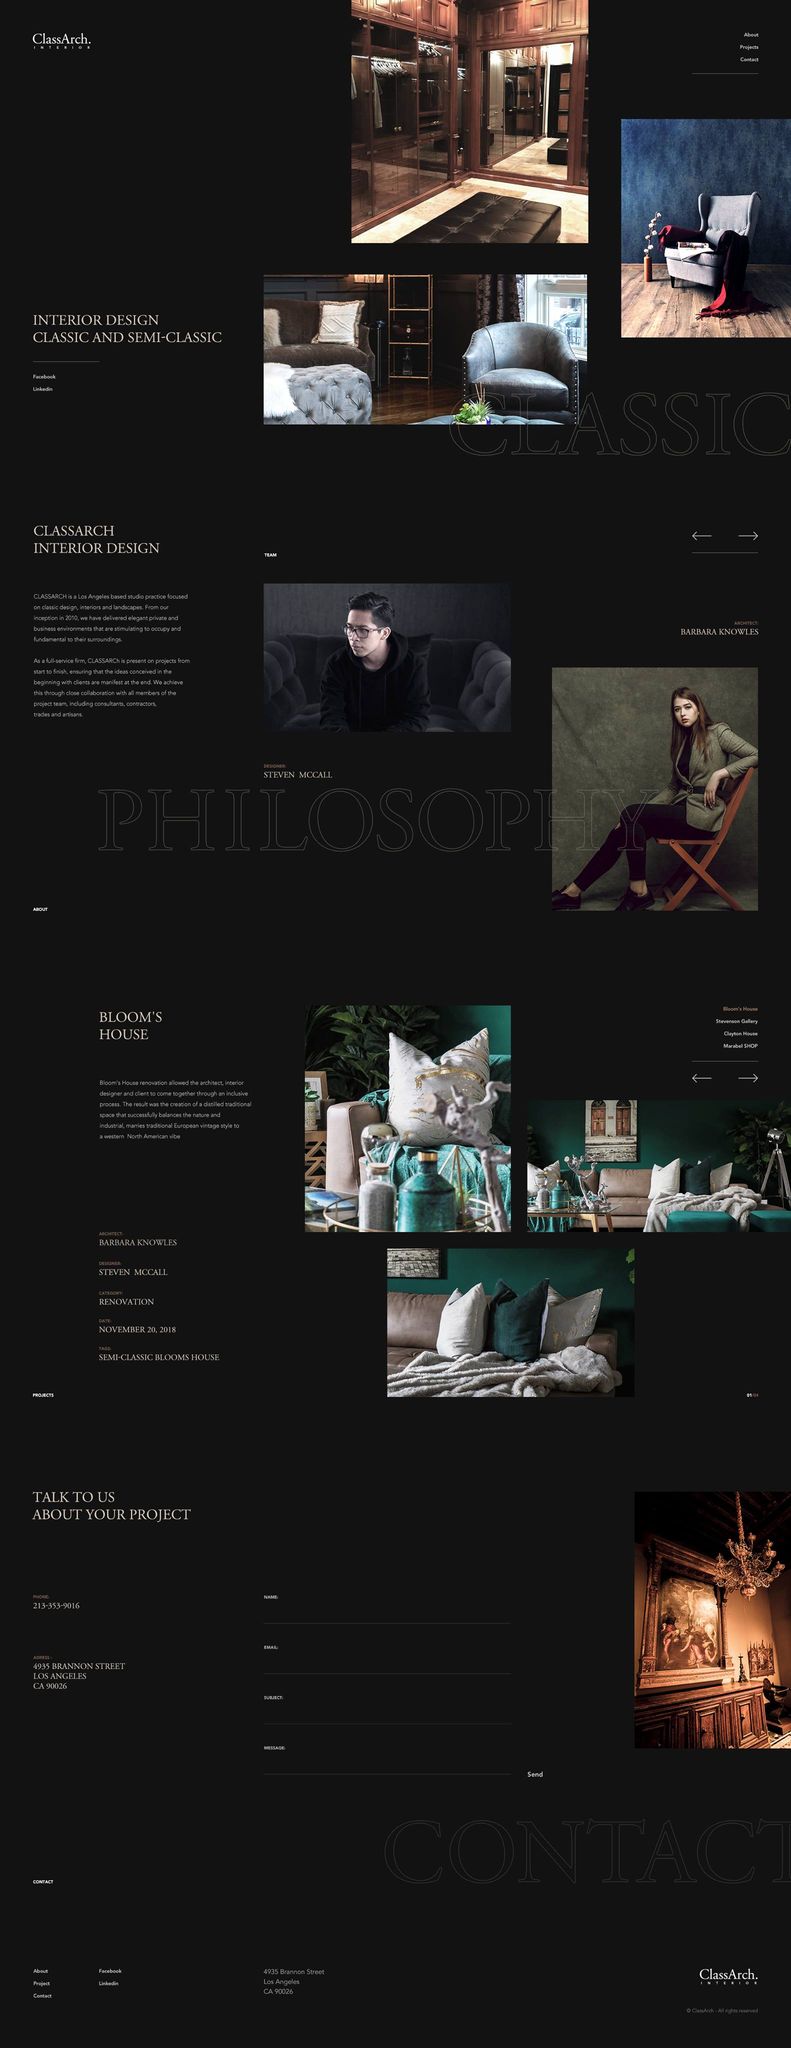 ClassArch.
INTERIOR
About
Projects
Contact
INTERIOR DESIGN
CLASSIC AND SEMI-CLASSIC
Facebook
Linkedin
CLASSIC
CLASSARCH
INTERIOR DESIGN
TEAM
CLASSARCH is a Los Angeles based studio practice focused
on classic design, interiors and landscapes. From our
inception in 2010, we have delivered elegant private and
business environments that are stimulating to occupy and
fundamental to their surroundings.
As a full-service firm, CLASSARCh is present on projects from
start to finish, ensuring that the ideas conceived in the
beginning with clients are manifest at the end. We achieve
this through close collaboration with all members of the
project team, including consultants, contractors,
trades and artisans.
ARCHITECT:
BARBARA KNOWLES
DESIGNER:
STEVEN MCCALL
PHILOSOPHY
ABOUT
BLOOM'S
HOUSE
Bloom's House
Stevenson Gallery
Clayton House
Marabel SHOP
Bloom's House renovation allowed the architect, interior
designer and client to come together through an inclusive
process. The result was the creation of a distilled traditional
space that successfully balances the nature and
industrial, marries traditional European vintage style to
a western North American vibe
ARCHITECT:
BARBARA KNOWLES
DESIGNER:
STEVEN MCCALL
CATEGORY:
RENOVATION
DATE:
NOVEMBER 20, 2018
TAGS:
SEMI-CLASSIC BLOOMS HOUSE
PROJECTS
01/04
TALK TO US
ABOUT YOUR PROJECT
PHONE:
213-353-9016
ADRESS :
4935 BRANNON STREET
LOS ANGELES
CA 90026
NAME:
EMAIL:
SUBJECT:
MESSAGE:
Send
CONTACT
CONTACT
About
Project
Contact
Facebook
Linkedin
4935 Brannon Street
Los Angeles
CA 90026
ClassArch.
INTERIOR
© ClassArch - All rights reserved